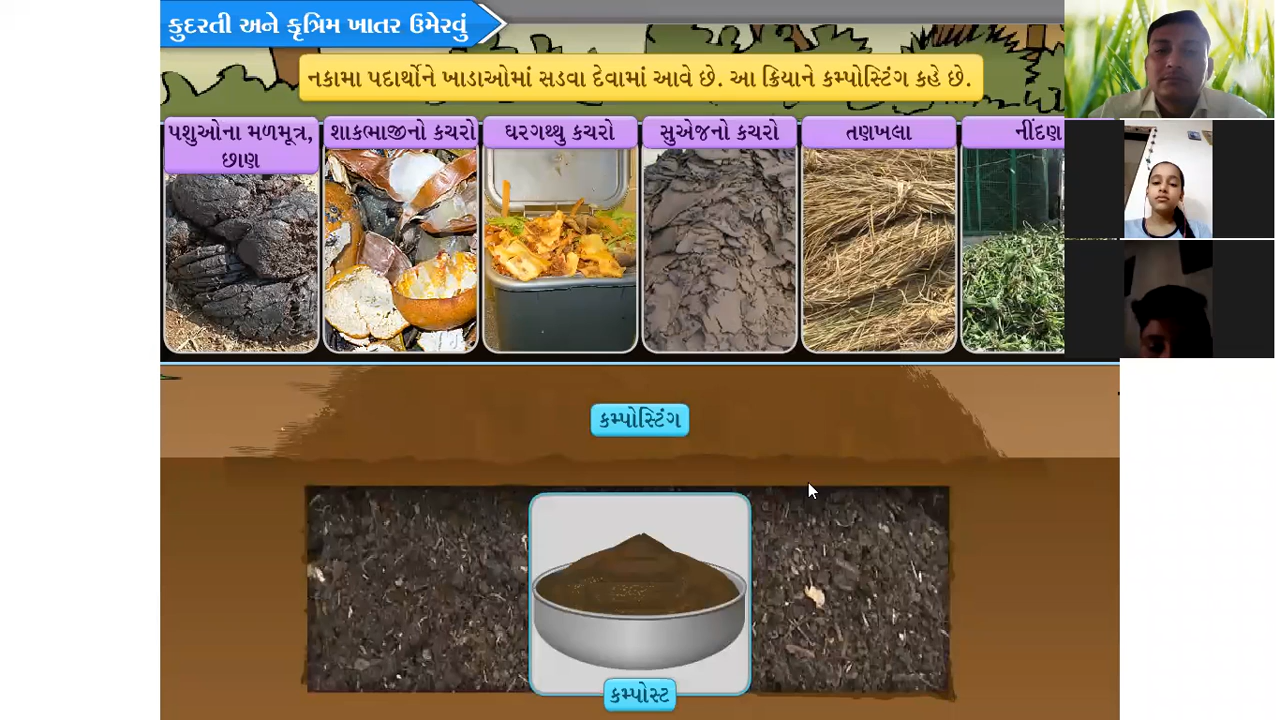 કુદરતી અને કૃત્રિમ ખાતર ઉમેરવું
નકામા પદાર્થોને ખાડાઓમાં સડવા દેવામાં આવે છે. આ ક્રિયાને કમ્પોસ્ટિંગ કહે છે.
પશુઓના મળમૂત્ર,
છાણ
શાકભાજીનો કચરો
ઘરગથ્થુ કચરો
સુએજનો કચરો
તણખલા
નીંદણ
કમ્પોસ્ટિંગ
કમ્પોસ્ટ